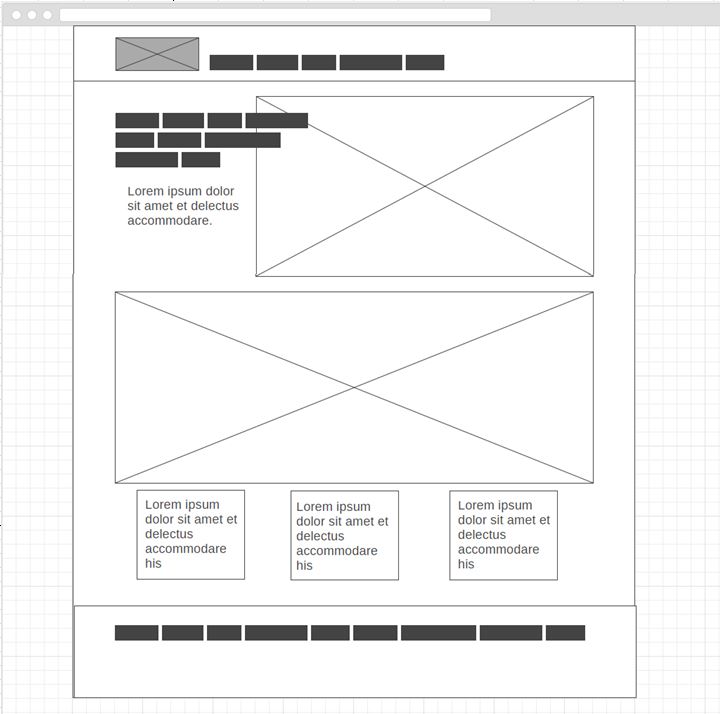 Lorem ipsum dolor
sit amet et delectus
accommodare.
Lorem ipsum
dolor sit amet et
delectus
accommodare
his
Lorem ipsum
dolor sit amet et
delectus
accommodare
his
Lorem ipsum
dolor sit amet et
delectus
accommodare
his